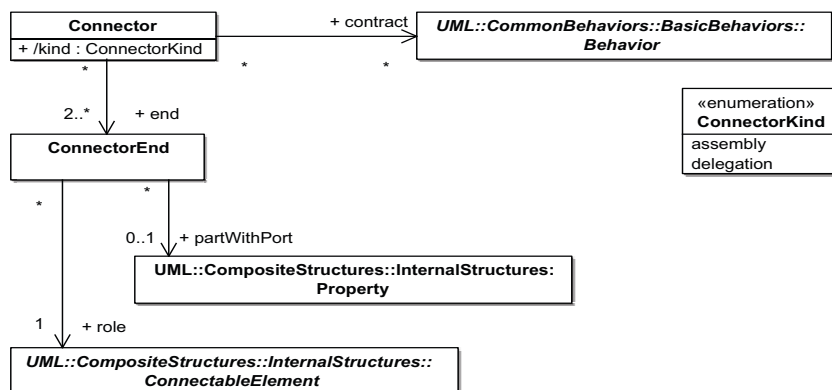 Connector
+ /kind : ConnectorKind
+ contract
UML::CommonBehaviors::BasicBehaviors::
Behavior
*
*
*
2..*
+ end
«enumeration»
ConnectorKind
assembly
delegation
ConnectorEnd
*
*
0..1
+ partWithPort
UML::CompositeStructures::InternalStructures:
Property
1
+ role
UML::CompositeStructures::InternalStructures::
ConnectableElement